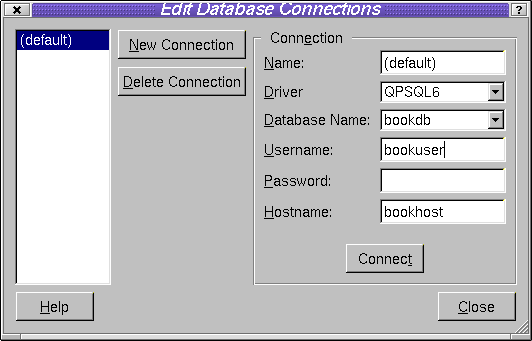 Edit Database Connections
(default)
New Connection
Delete Connection
Connection
Name: (default)
Driver QPSQL6
Database Name: bookdb
Username: bookuser
Password:
Hostname: bookhost
Connect
Help
Close